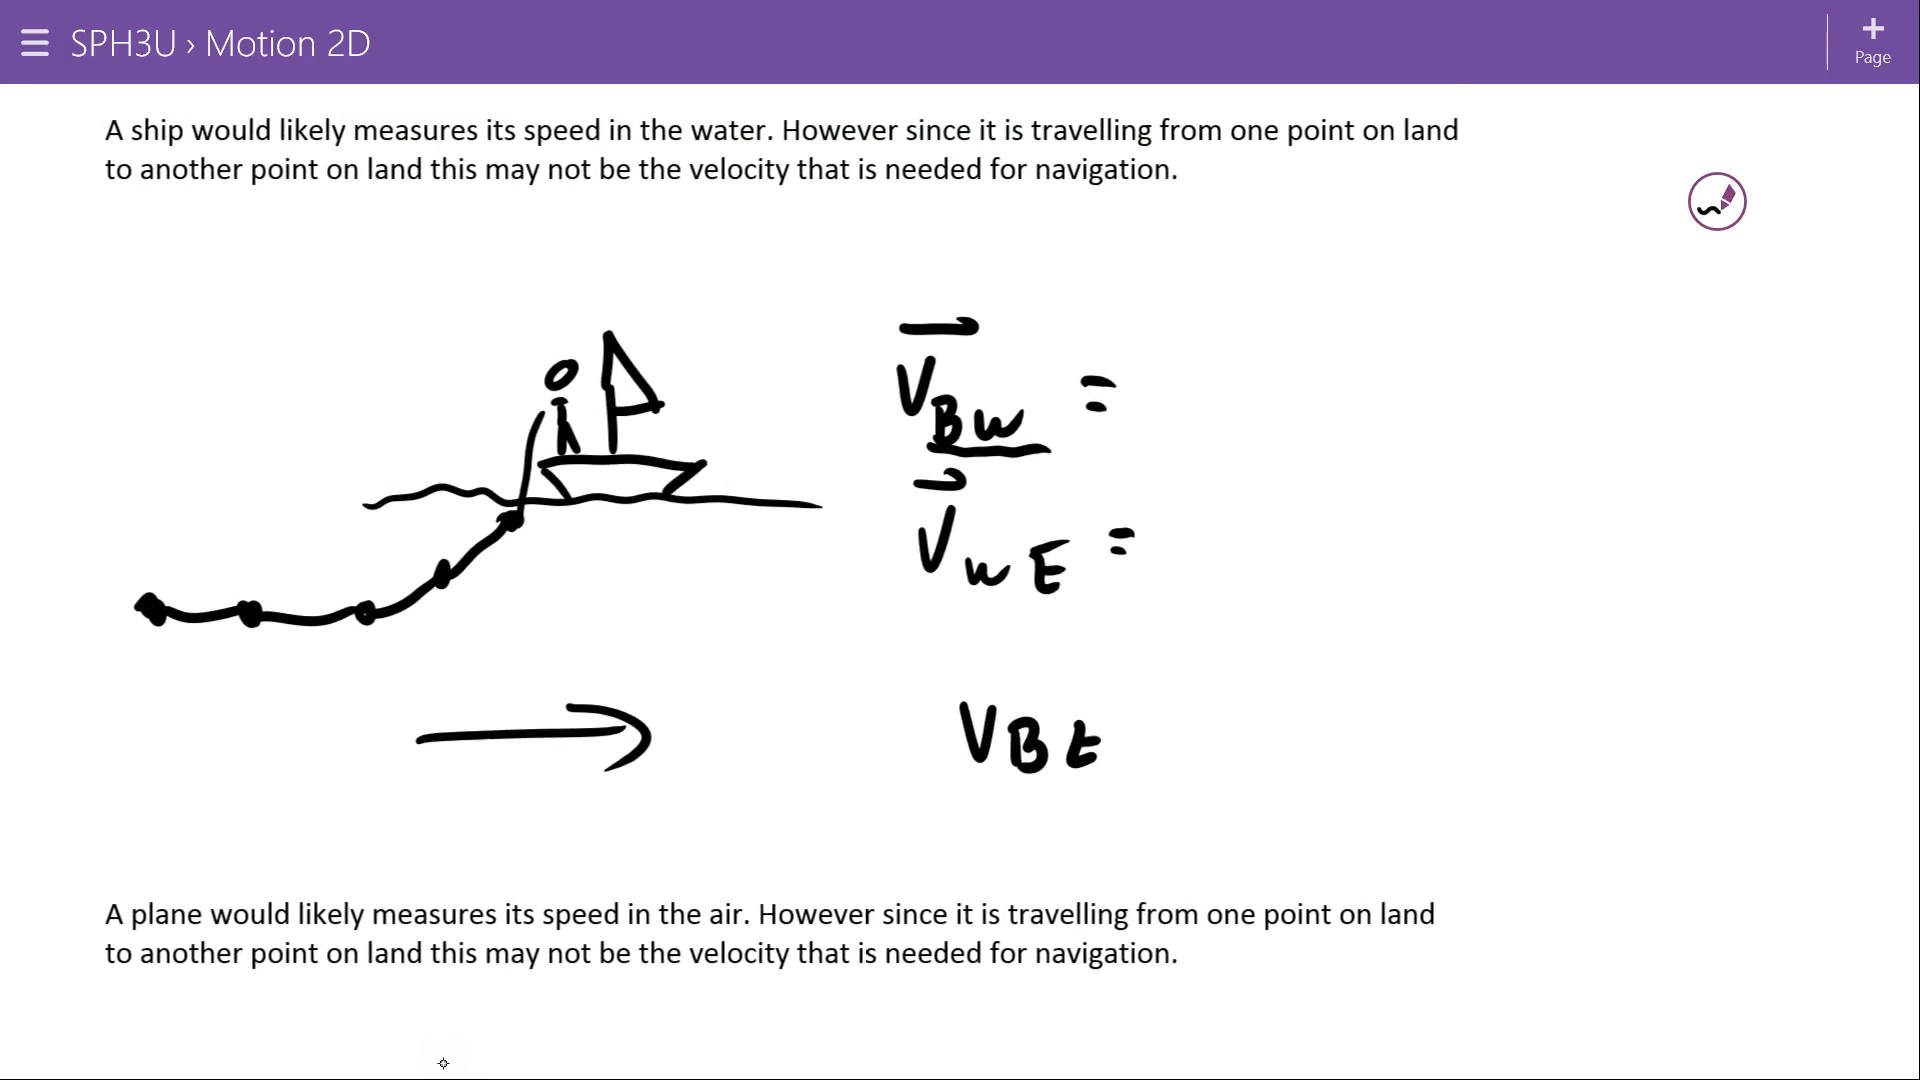 SPH3U › Motion 2D
Page
A ship would likely measures its speed in the water. However since it is travelling from one point on land
to another point on land this may not be the velocity that is needed for navigation.
V BW =
V WE =
V BE
A plane would likely measures its speed in the air. However since it is travelling from one point on land
to another point on land this may not be the velocity that is needed for navigation.